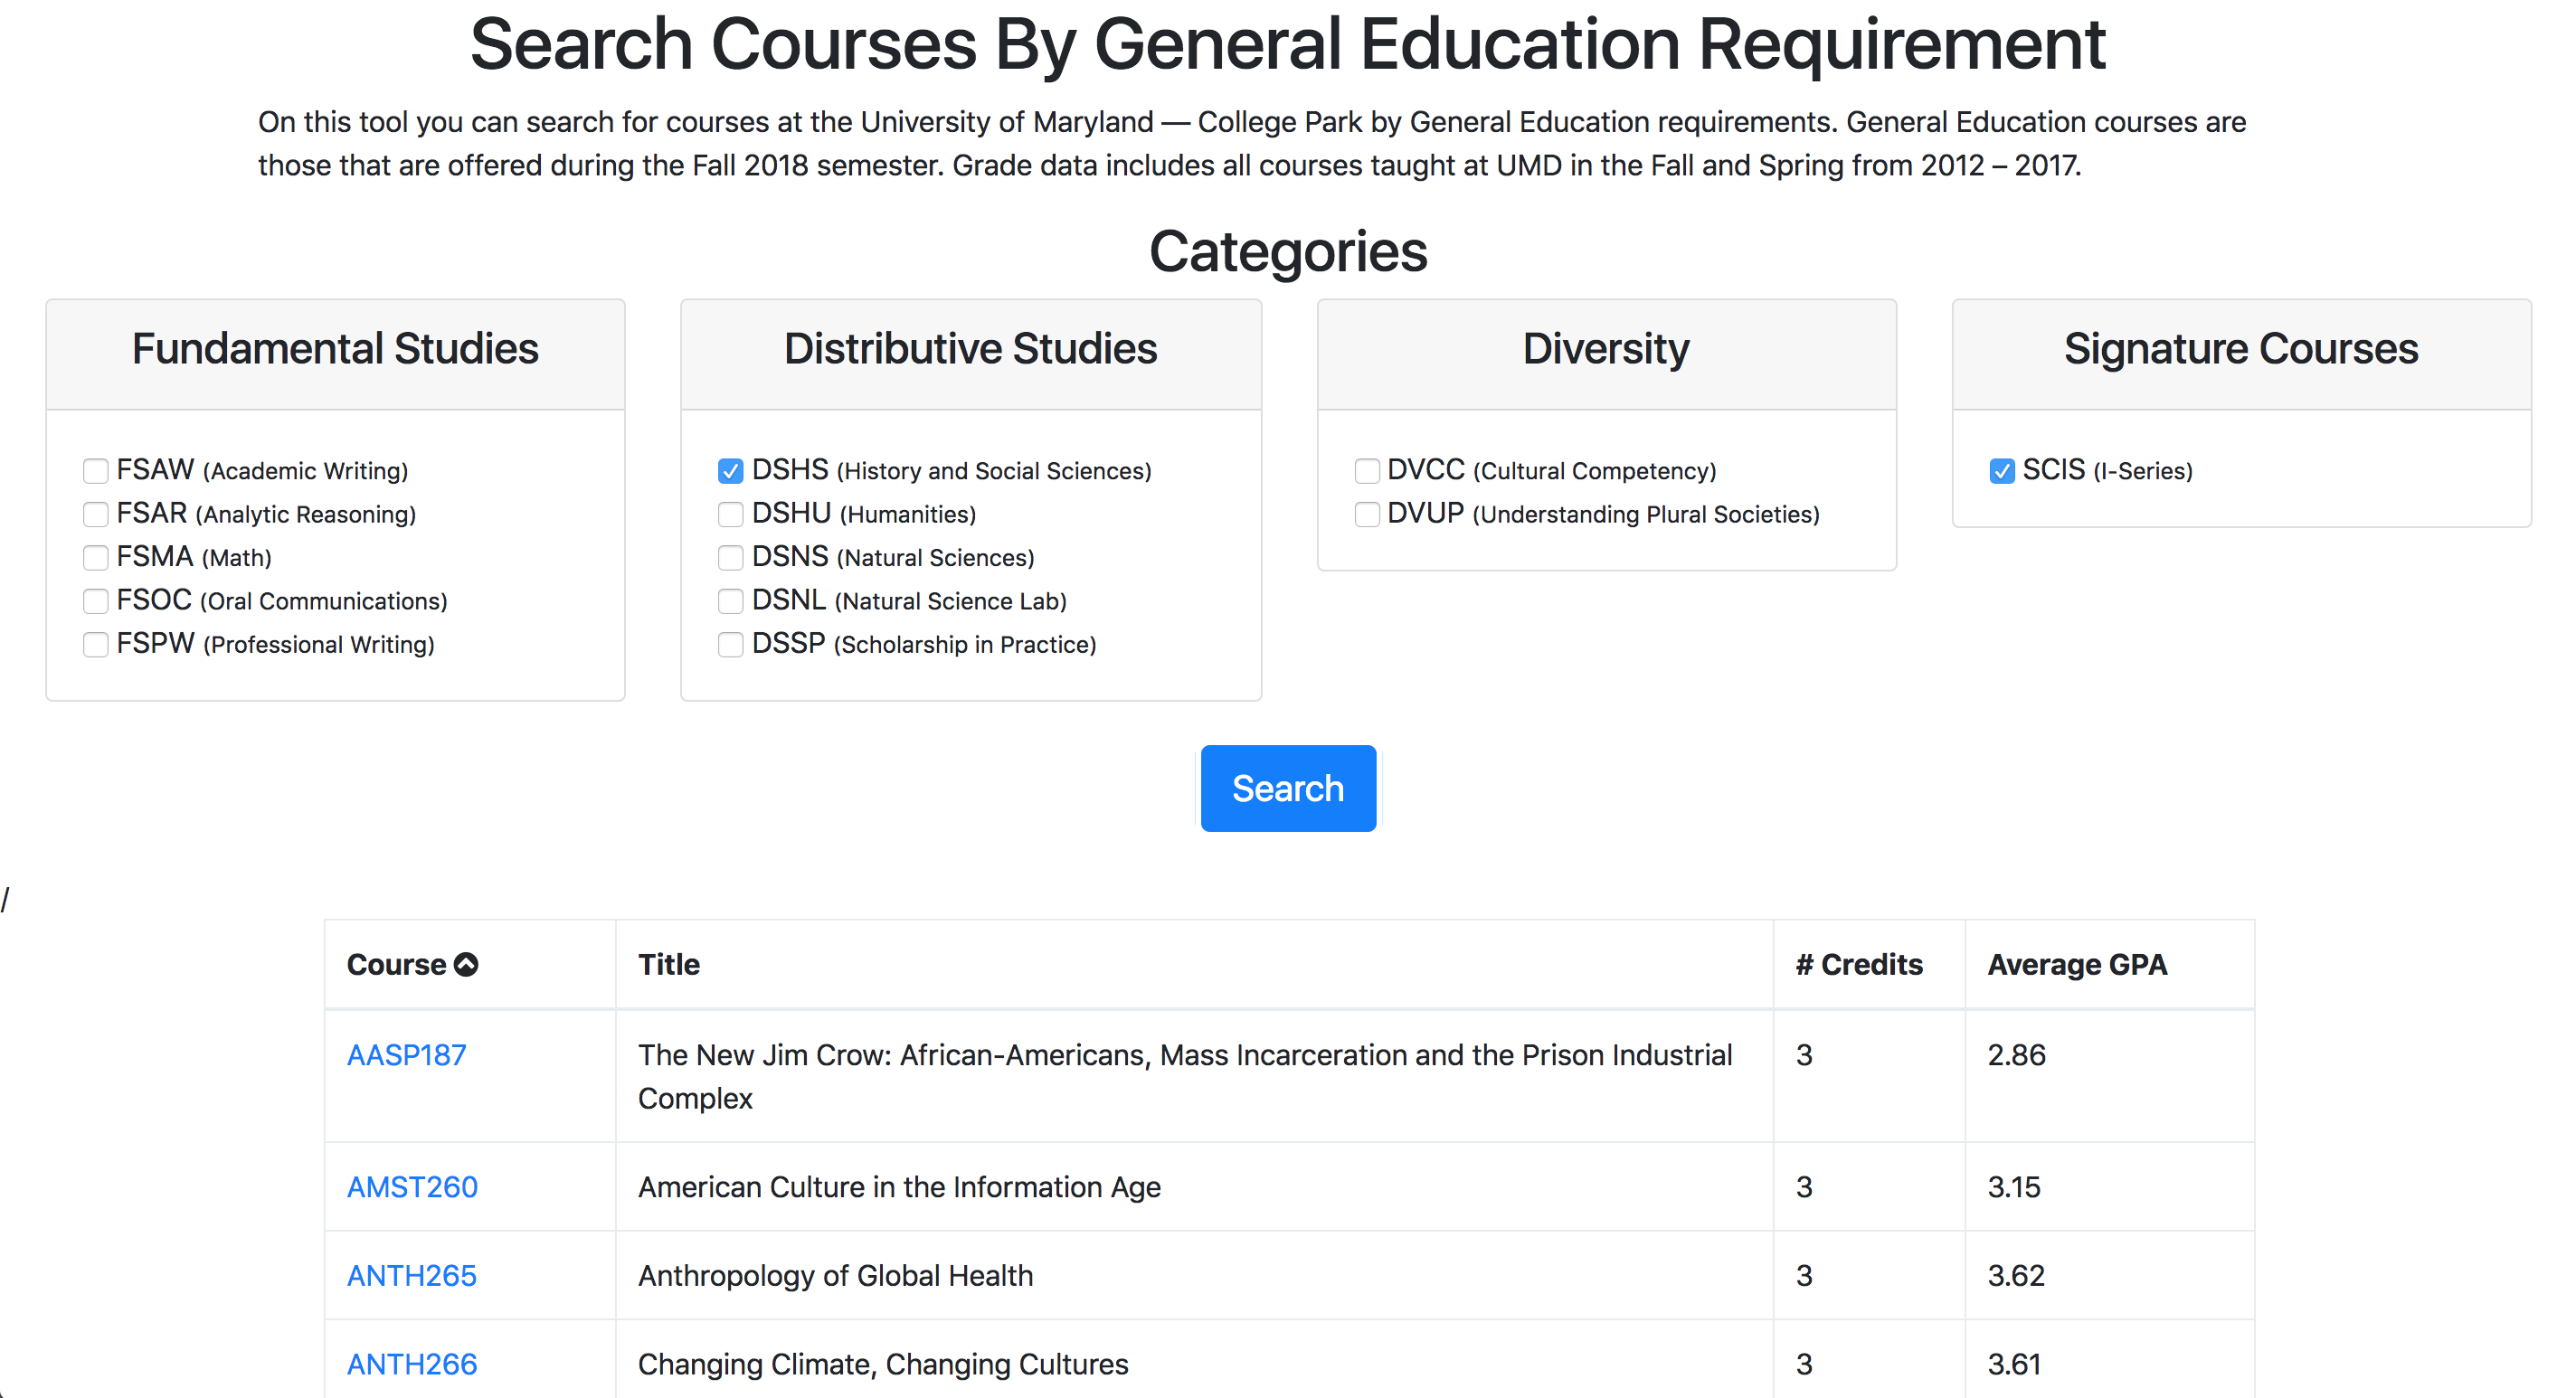 Search Courses By General Education Requirement
On this tool you can search for courses at the University of Maryland — College Park by General Education requirements. General Education courses are
those that are offered during the Fall 2018 semester. Grade data includes all courses taught at UMD in the Fall and Spring from 2012 – 2017.
Categories
Fundamental Studies
FSAW (Academic Writing)
FSAR (Analytic Reasoning)
FSMA (Math)
FSOC (Oral Communications)
FSPW (Professional Writing)
Distributive Studies
DSHS (History and Social Sciences)
DSHU (Humanities)
DSNS (Natural Sciences)
DSNL (Natural Science Lab)
DSSP (Scholarship in Practice)
Diversity
DVCC (Cultural Competency)
DVUP (Understanding Plural Societies)
Signature Courses
SCIS (I-Series)
Search
/
Course Title # Credits Average GPA
AASP187 The New Jim Crow: African-Americans, Mass Incarceration and the Prison Industrial 3 2.86
Complex
AMST260 American Culture in the Information Age 3 3.15
ANTH265 Anthropology of Global Health 3 3.62
ANTH266 Changing Climate, Changing Cultures 3 3.61